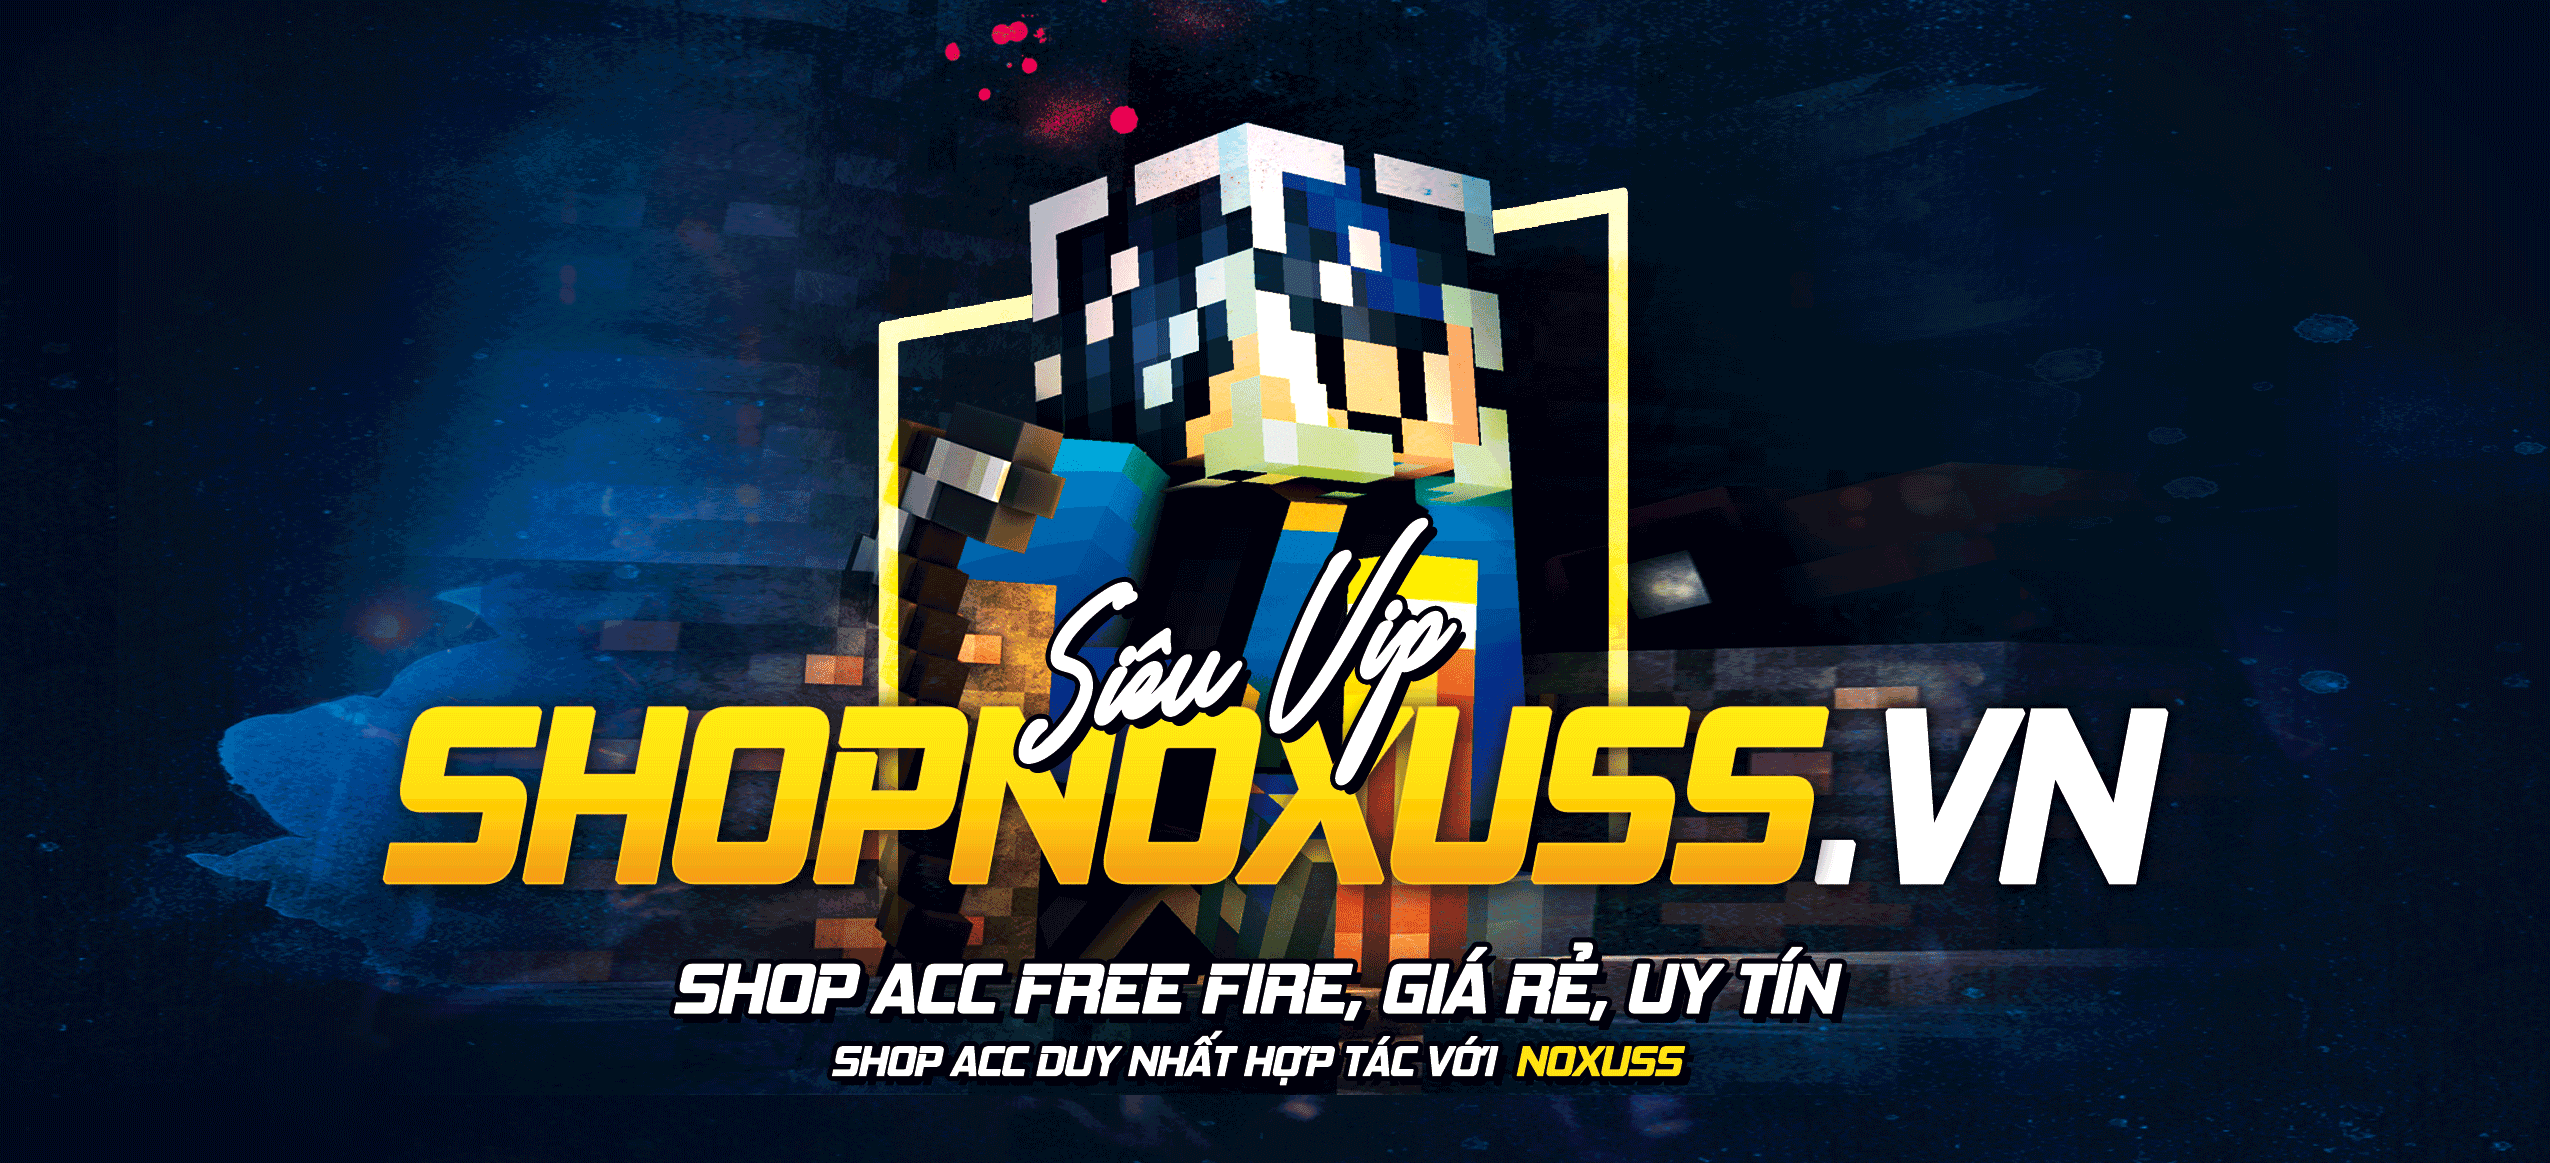 Siêu Vip
SHOPNOXUSS.VN
SHOP ACC FREE FIRE, GIÁ RẺ, UY TÍN
SHOP ACC DUY NHẤT HỢP TÁC VỚI NOXUSS